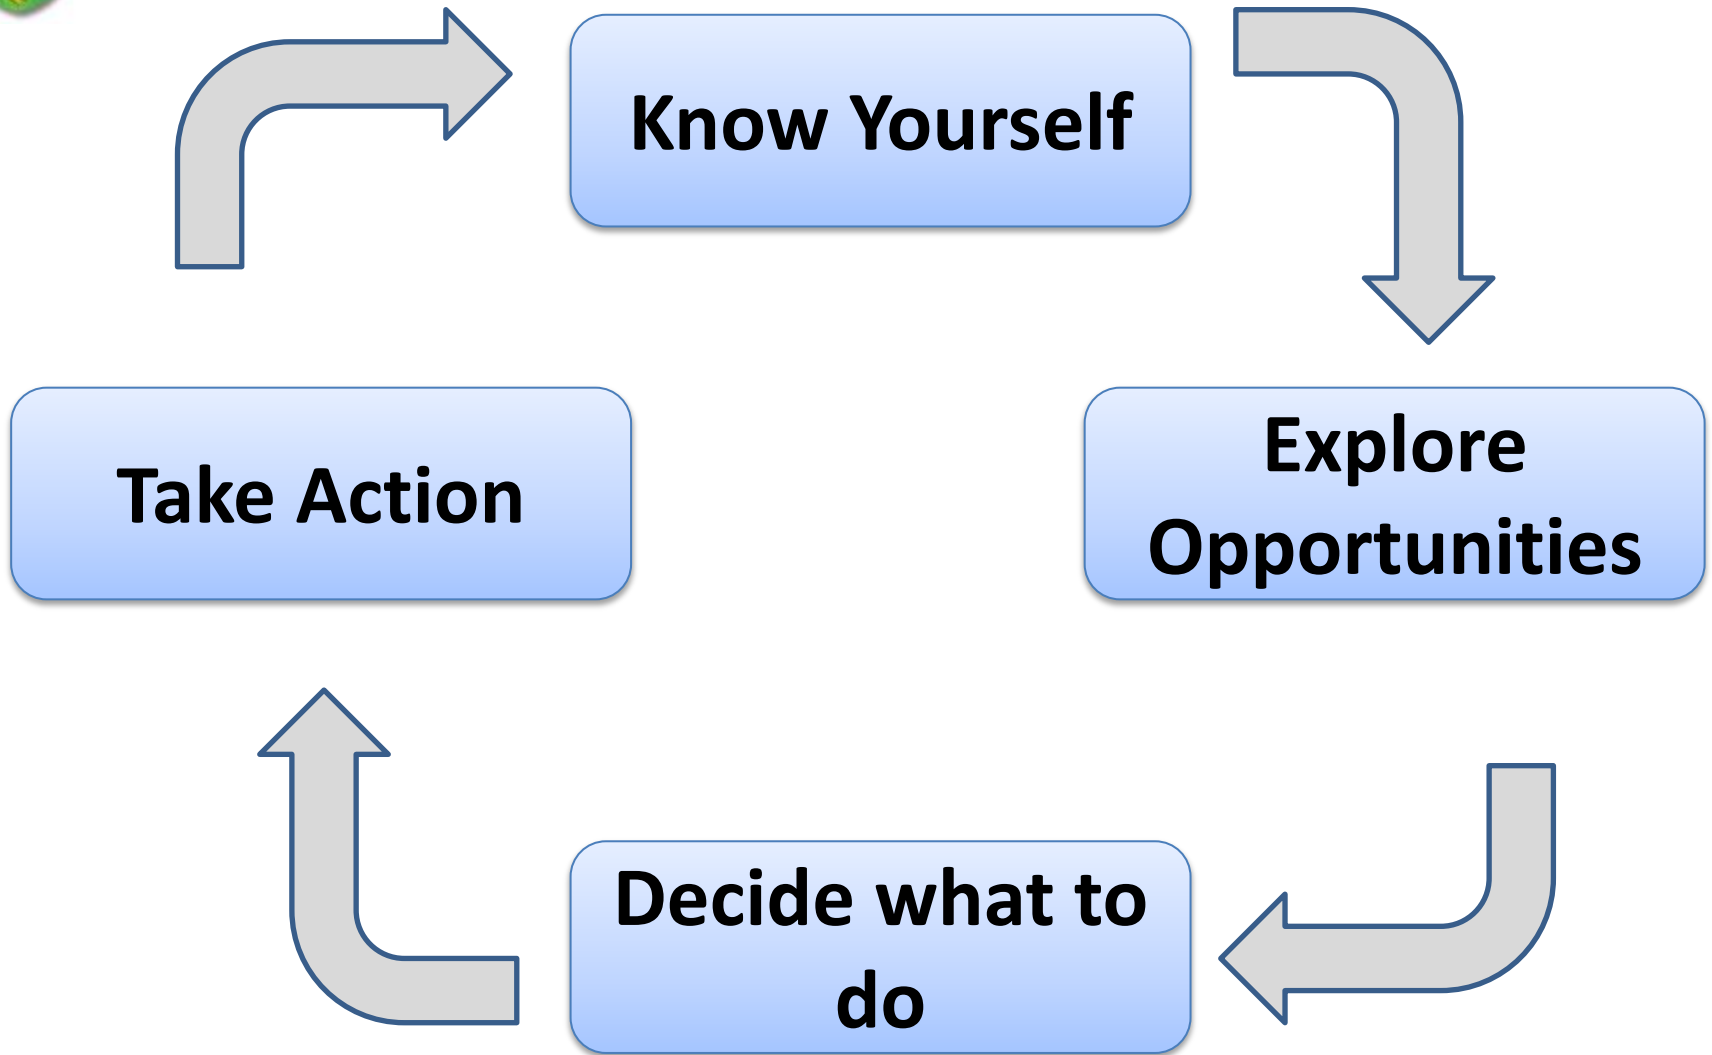 Know Yourself
Take Action
Explore
Opportunities
Decide what to
do